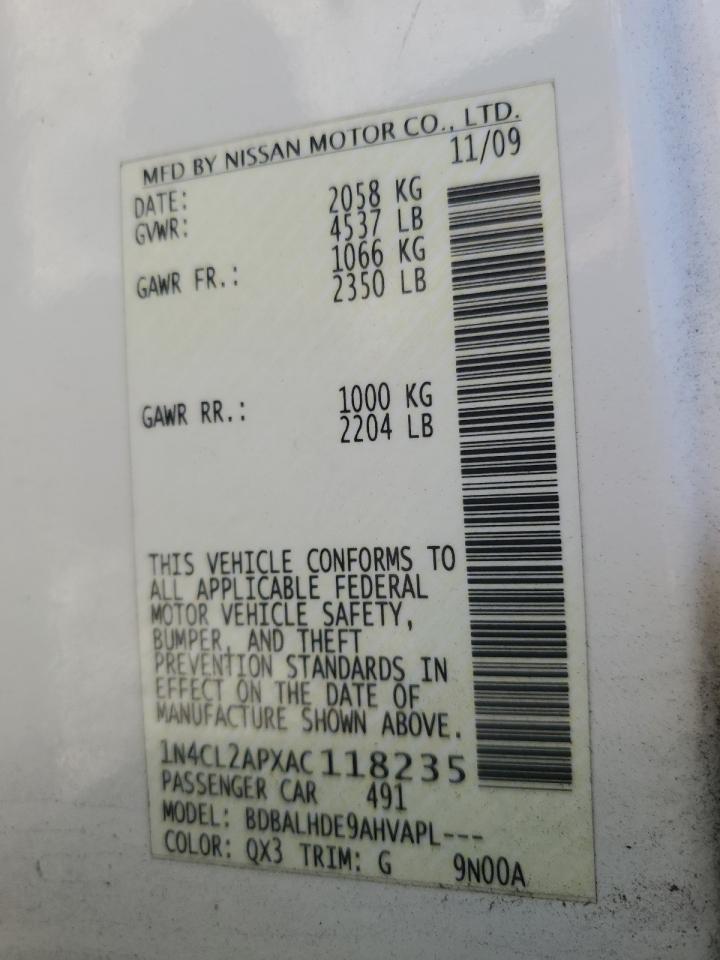 MFD BY NISSAN MOTOR CO., LTD.
DATE: 11/09
GVWR: 2058 KG
4537 LB
GAWR FR.: 1066 KG
2350 LB
GAWR RR.: 1000 KG
2204 LB
THIS VEHICLE CONFORMS TO
ALL APPLICABLE FEDERAL
MOTOR VEHICLE SAFETY,
BUMPER, AND THEFT
PREVENTION STANDARDS IN
EFFECT ON THE DATE OF
MANUFACTURE SHOWN ABOVE.
1N4CL2APXAC118235
PASSENGER CAR 491
MODEL: BDBALHDE9AHVAPL---
COLOR: QX3 TRIM: G 9N00A